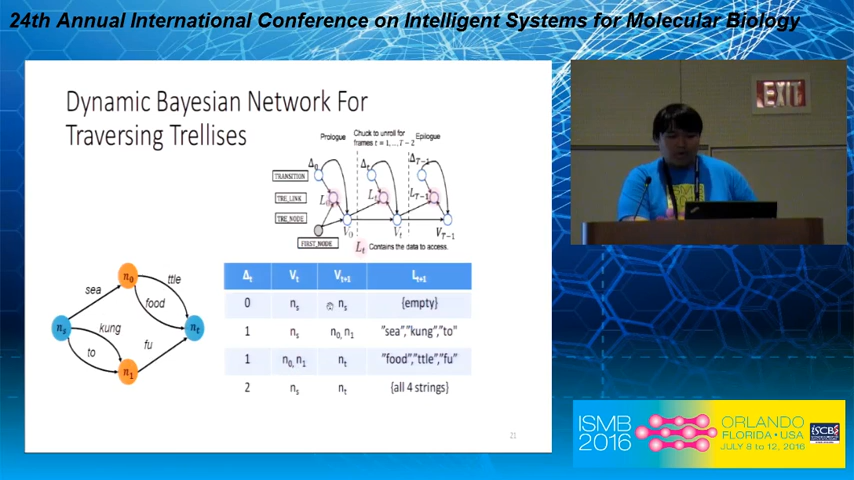 24th Annual International Conference on Intelligent Systems for Molecular Biology
Dynamic Bayesian Network For
Traversing Trellises
Prologue
Chuck to unroll for
frames t = 1, .., T − 2
Epilogue
Δ0
Δt
ΔT−1
TRANSITION
TRE_LINK
L0
Lt
LT−1
TRE_NODE
V0
Vt
VT−1
FIRST_NODE
Lt Contains the data to access.
sea
ttle
n0
food
ns
kung
nt
to
fu
n1
Δt Vt Vt+1 Lt+1
0 ns ns {empty}
1 ns n0, n1 "sea","kung","to"
1 n0, n1 nt "food","ttle","fu"
2 ns nt {all 4 strings}
21
EXIT
ISMB
2016
ORLANDO
FLORIDA • USA
JULY 8 to 12, 2016
ISCB